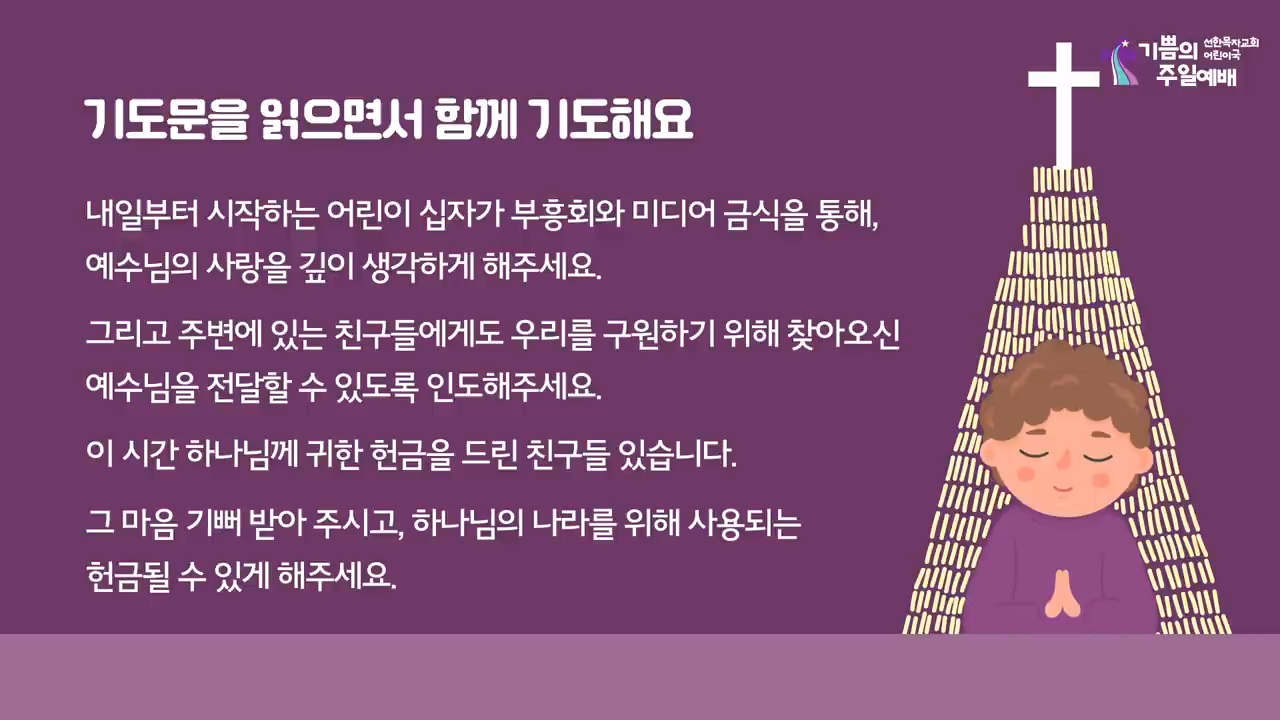 기쁨의 선한목자교회
어린이국
주일예배
기도문을 읽으면서 함께 기도해요
내일부터 시작하는 어린이 십자가 부흥회와 미디어 금식을 통해,
예수님의 사랑을 깊이 생각하게 해주세요.
그리고 주변에 있는 친구들에게도 우리를 구원하기 위해 찾아오신
예수님을 전달할 수 있도록 인도해주세요.
이 시간 하나님께 귀한 헌금을 드린 친구들 있습니다.
그 마음 기뻐 받아 주시고, 하나님의 나라를 위해 사용되는
헌금될 수 있게 해주세요.